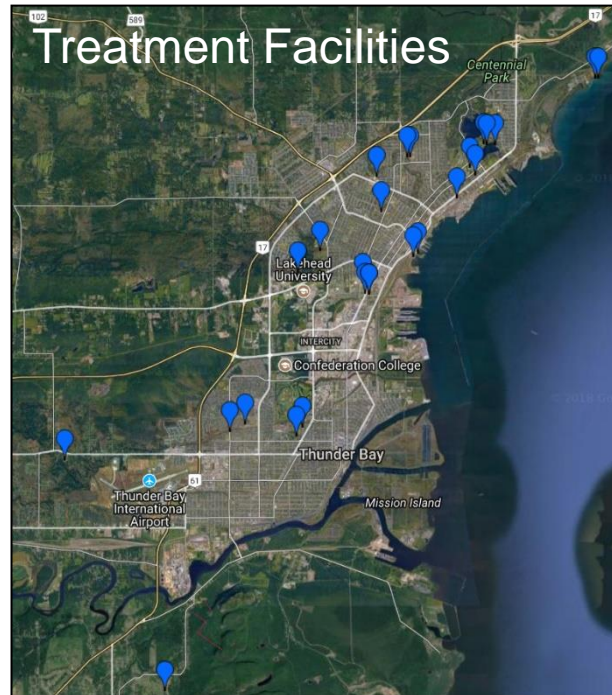 102
589
17
Treatment Facilities
Centennial
Park
17
Lakehead
University
INTERCITY
Confederation College
Thunder Bay
61
Thunder Bay
International
Airport
Mission Island